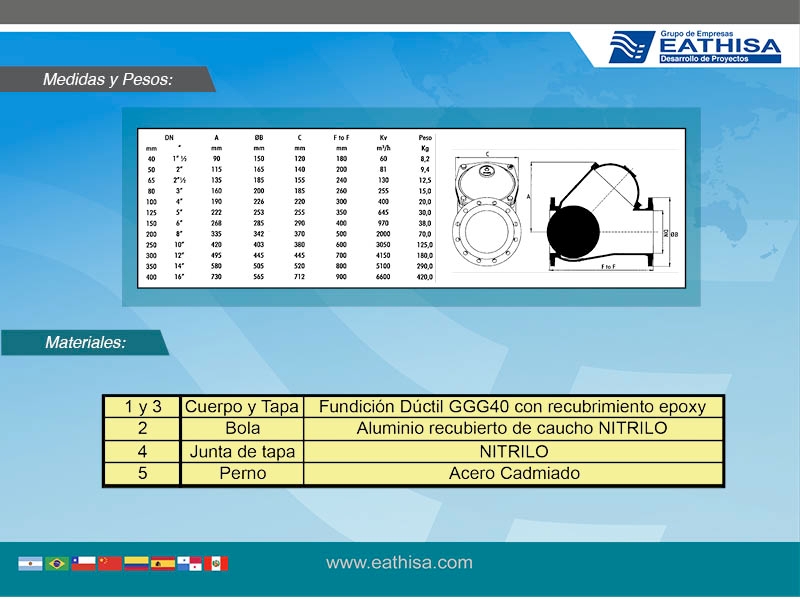 Grupo de Empresas
EATHISA
Desarrollo de Proyectos
Medidas y Pesos:
DN A ØB C F to F Kv Peso
mm " mm mm mm mm m³/h Kg
40 1" ½ 90 150 120 180 60 8,2
50 2" 115 165 140 200 81 9,4
65 2"½ 135 185 155 240 130 12,5
80 3" 160 200 185 260 255 15,0
100 4" 190 226 220 300 400 20,0
125 5" 222 253 255 350 645 30,0
150 6" 268 285 290 400 970 38,0
200 8" 335 342 370 500 2000 70,0
250 10" 420 403 380 600 3050 125,0
300 12" 495 445 445 700 4150 180,0
350 14" 580 505 520 800 5100 290,0
400 16" 730 565 712 900 6600 420,0
C
A
DN
ØB
F to F
Materiales:
1 y 3 Cuerpo y Tapa Fundición Dúctil GGG40 con recubrimiento epoxy
2 Bola Aluminio recubierto de caucho NITRILO
4 Junta de tapa NITRILO
5 Perno Acero Cadmiado
www.eathisa.com